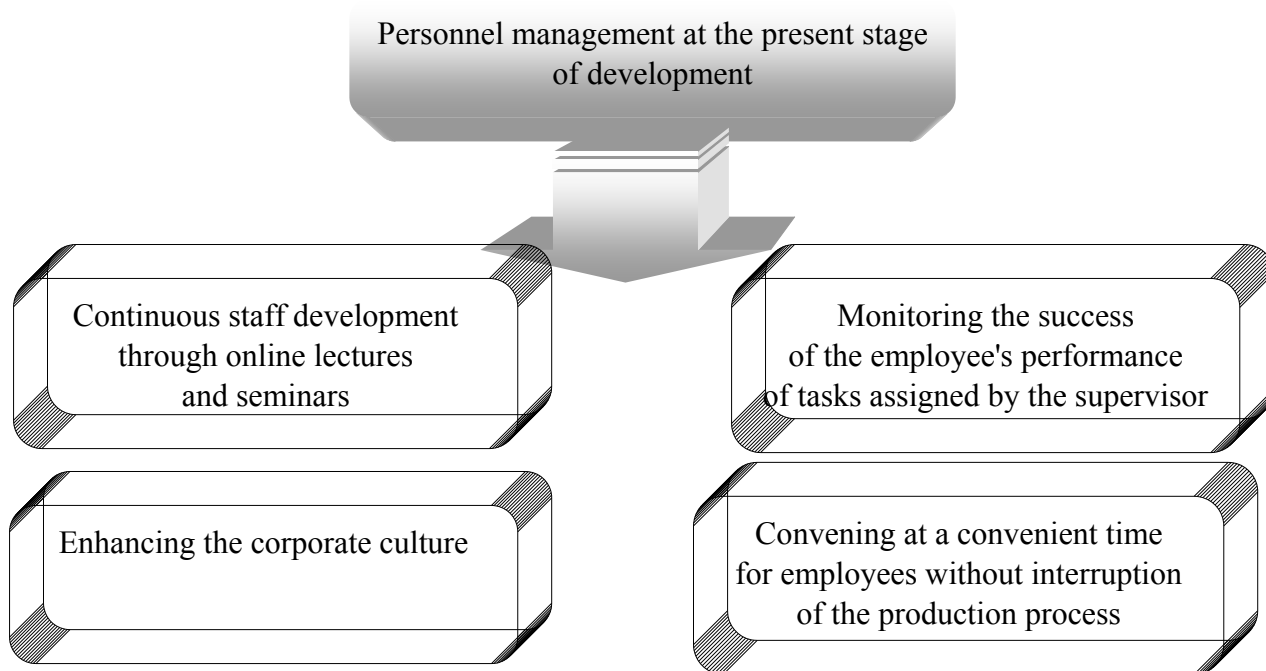 Personnel management at the present stage
of development
Continuous staff development
through online lectures
and seminars
Monitoring the success
of the employee's performance
of tasks assigned by the supervisor
Enhancing the corporate culture
Convening at a convenient time
for employees without interruption
of the production process